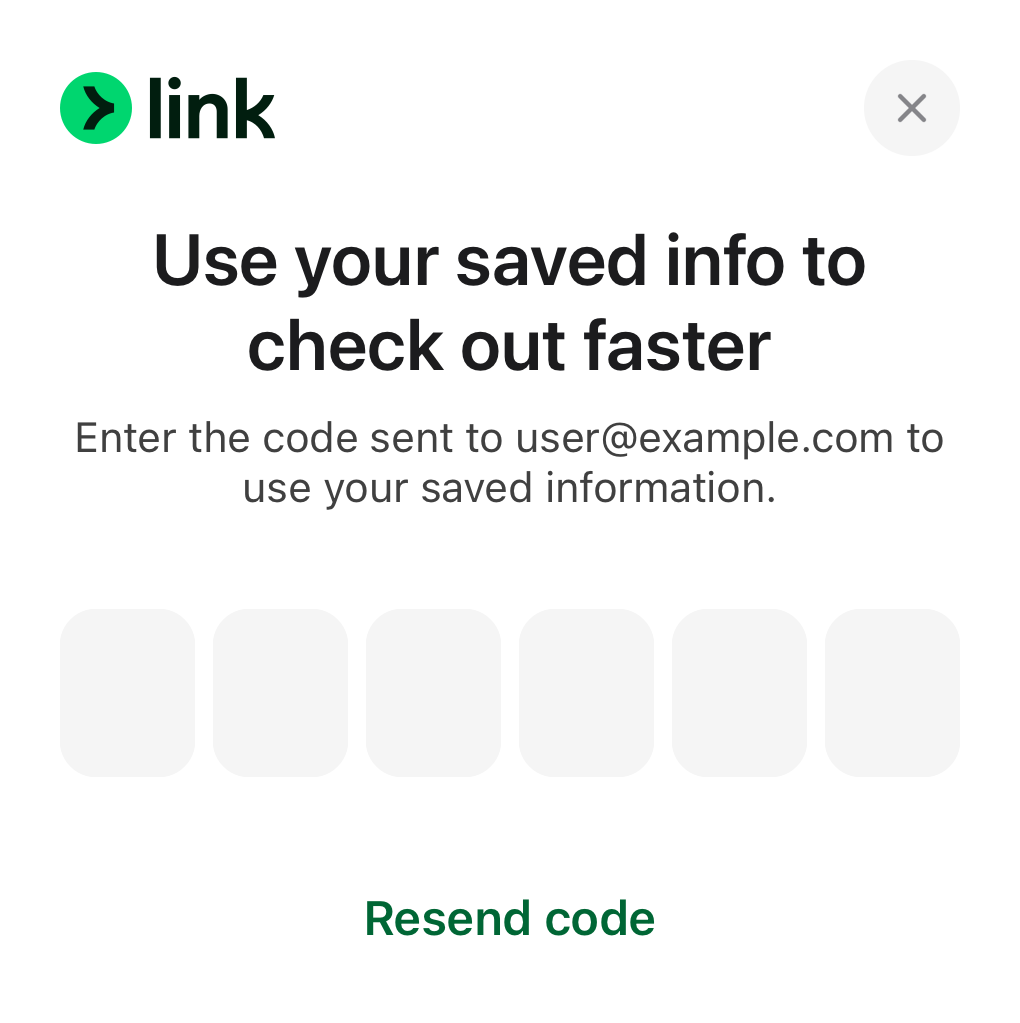 link
Use your saved info to
check out faster
Enter the code sent to user@example.com to
use your saved information.
Resend code